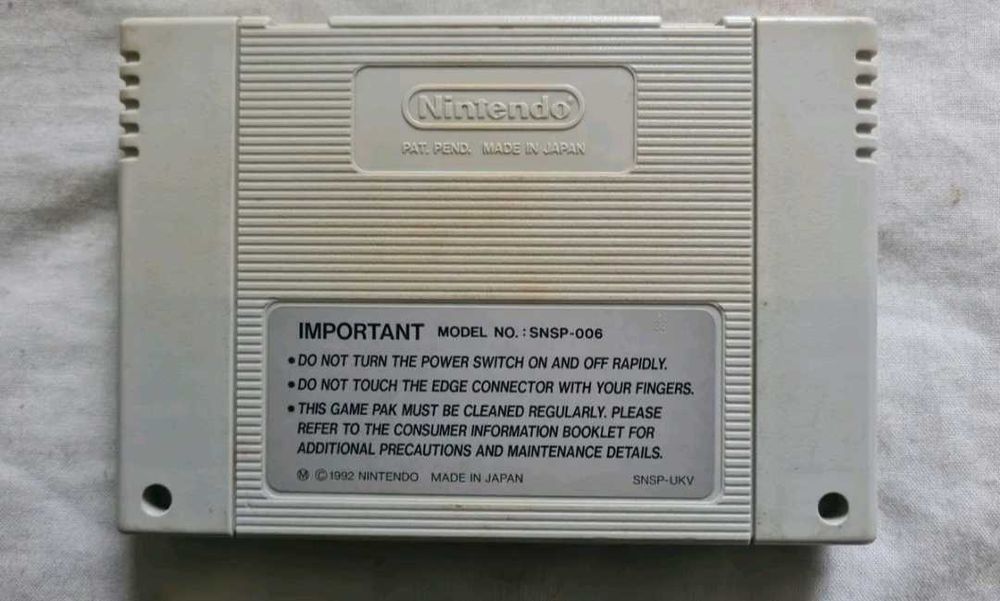 Nintendo®
PAT. PEND. MADE IN JAPAN
IMPORTANT MODEL NO. : SNSP-006
• DO NOT TURN THE POWER SWITCH ON AND OFF RAPIDLY.
• DO NOT TOUCH THE EDGE CONNECTOR WITH YOUR FINGERS.
• THIS GAME PAK MUST BE CLEANED REGULARLY. PLEASE
REFER TO THE CONSUMER INFORMATION BOOKLET FOR
ADDITIONAL PRECAUTIONS AND MAINTENANCE DETAILS.
Ⓜ ©1992 NINTENDO MADE IN JAPAN SNSP-UKV